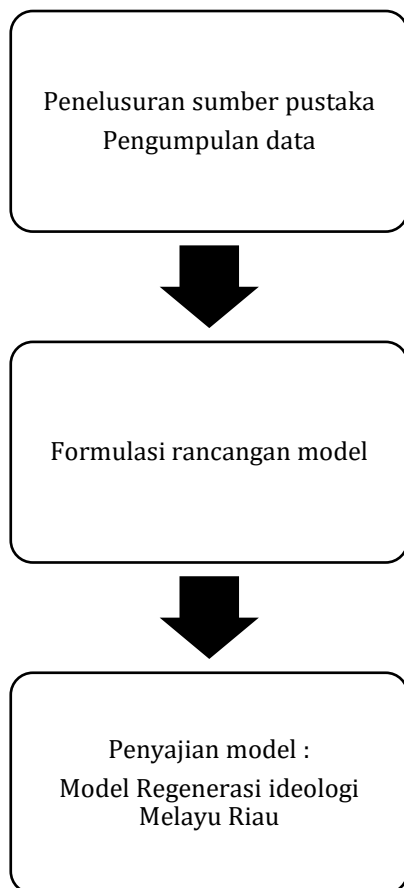 Penelusuran sumber pustaka
Pengumpulan data
Formulasi rancangan model
Penyajian model :
Model Regenerasi ideologi
Melayu Riau